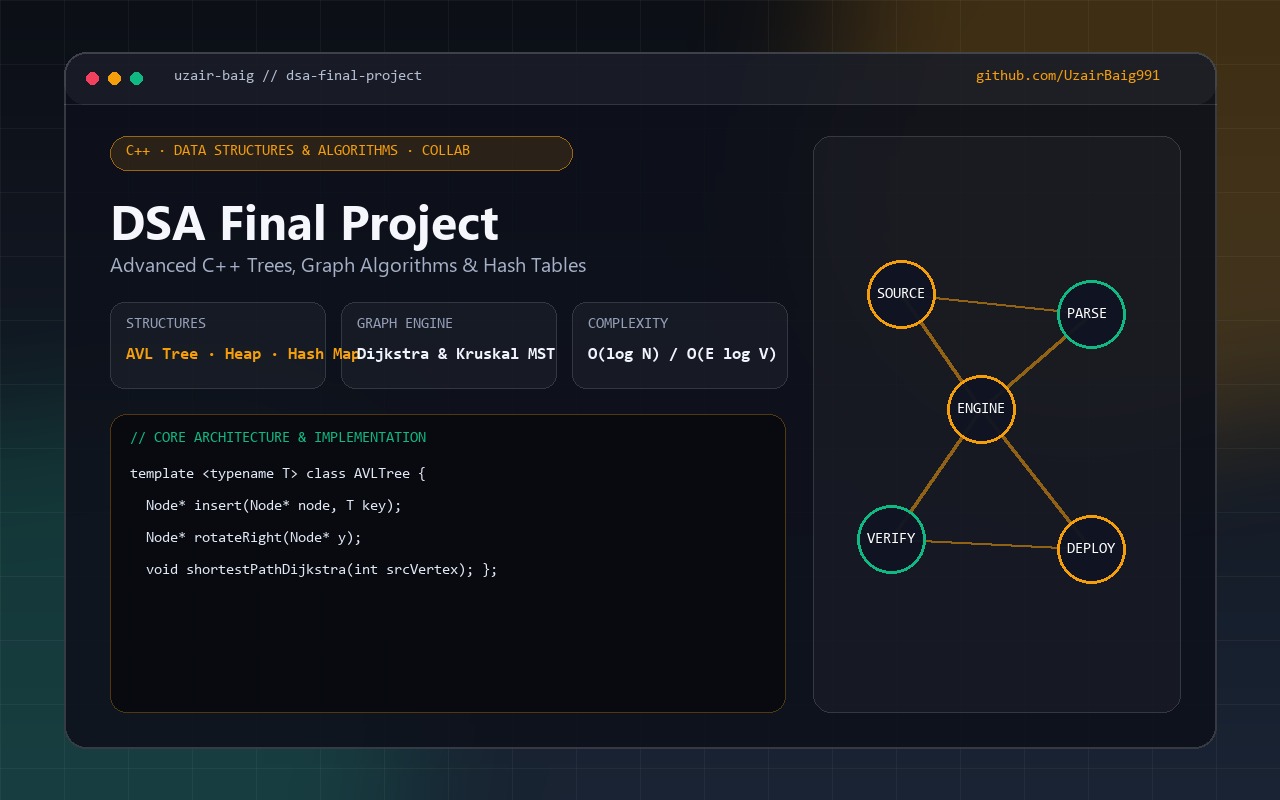 uzair-baig // dsa-final-project
github.com/UzairBaig991
C++ · DATA STRUCTURES & ALGORITHMS · COLLAB
DSA Final Project
Advanced C++ Trees, Graph Algorithms & Hash Tables
STRUCTURES
AVL Tree · Heap · Hash Map
GRAPH ENGINE
Dijkstra & Kruskal MST
COMPLEXITY
O(log N) / O(E log V)
// CORE ARCHITECTURE & IMPLEMENTATION
template <typename T> class AVLTree {
  Node* insert(Node* node, T key);
  Node* rotateRight(Node* y);
  void shortestPathDijkstra(int srcVertex); };
SOURCE
PARSE
ENGINE
VERIFY
DEPLOY